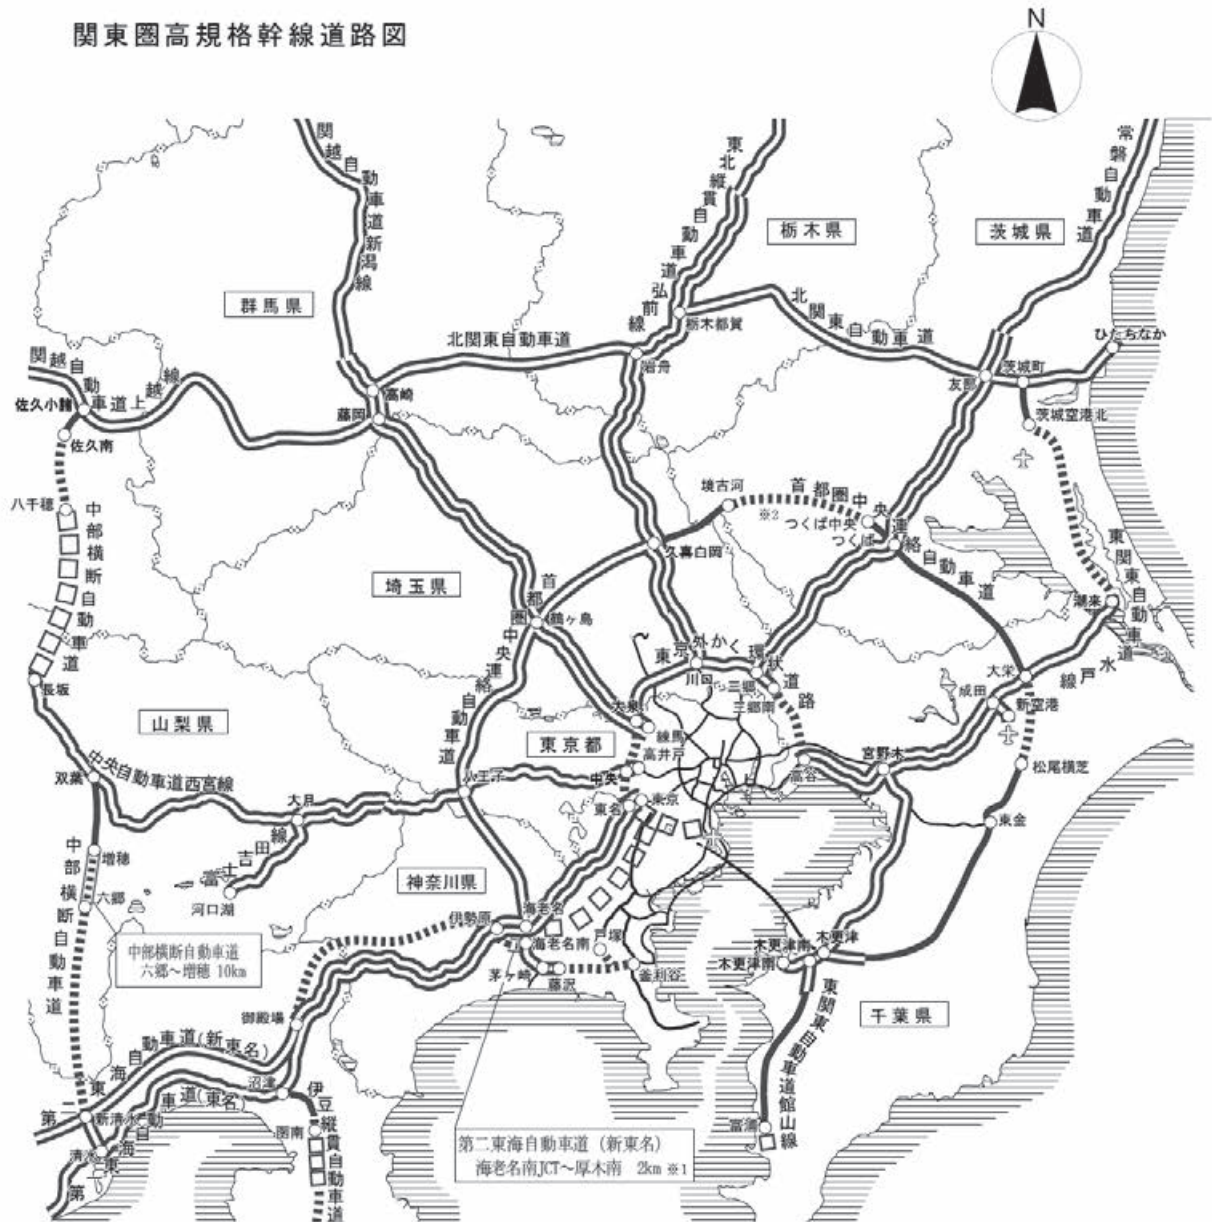 関東圏高規格幹線道路図
N
関越自動車道新潟線
東北縦貫自動車道弘前線
常磐自動車道
栃木県
茨城県
群馬県
北関東自動車道
栃木都賀
北関東自動車道
岩舟
ひたちなか
友部
茨城町
茨城空港北
関越自動車道上越線
佐久小諸
佐久南
高崎
藤岡
八千穂
中部横断自動車道
境古河
※2
首都圏中央連絡自動車道
つくば中央
つくば
久喜白岡
東関東自動車道水戸線
潮来
埼玉県
首都圏中央連絡自動車道
鶴ヶ島
東京外かく環状道路
川口
三郷
三郷南
大栄
成田
新空港
長坂
山梨県
東京都
大泉
練馬
高井戸
中央
高谷
宮野木
松尾横芝
双葉
中央自動車道西宮線
大月
八王子
東名
東京
東金
富士吉田線
河口湖
増穂
六郷
中部横断自動車道
神奈川県
中部横断自動車道
六郷～増穂 10km
伊勢原
海老名
海老名南
戸塚
茅ヶ崎
藤沢
釜利谷
木更津
木更津南
木更津南
千葉県
東関東自動車道館山線
富浦
御殿場
第二東海自動車道(新東名)
沼津
新清水
清水
第一東海自動車道(東名)
函南
伊豆縦貫自動車道
第二東海自動車道（新東名）
海老名南JCT～厚木南　2km ※1